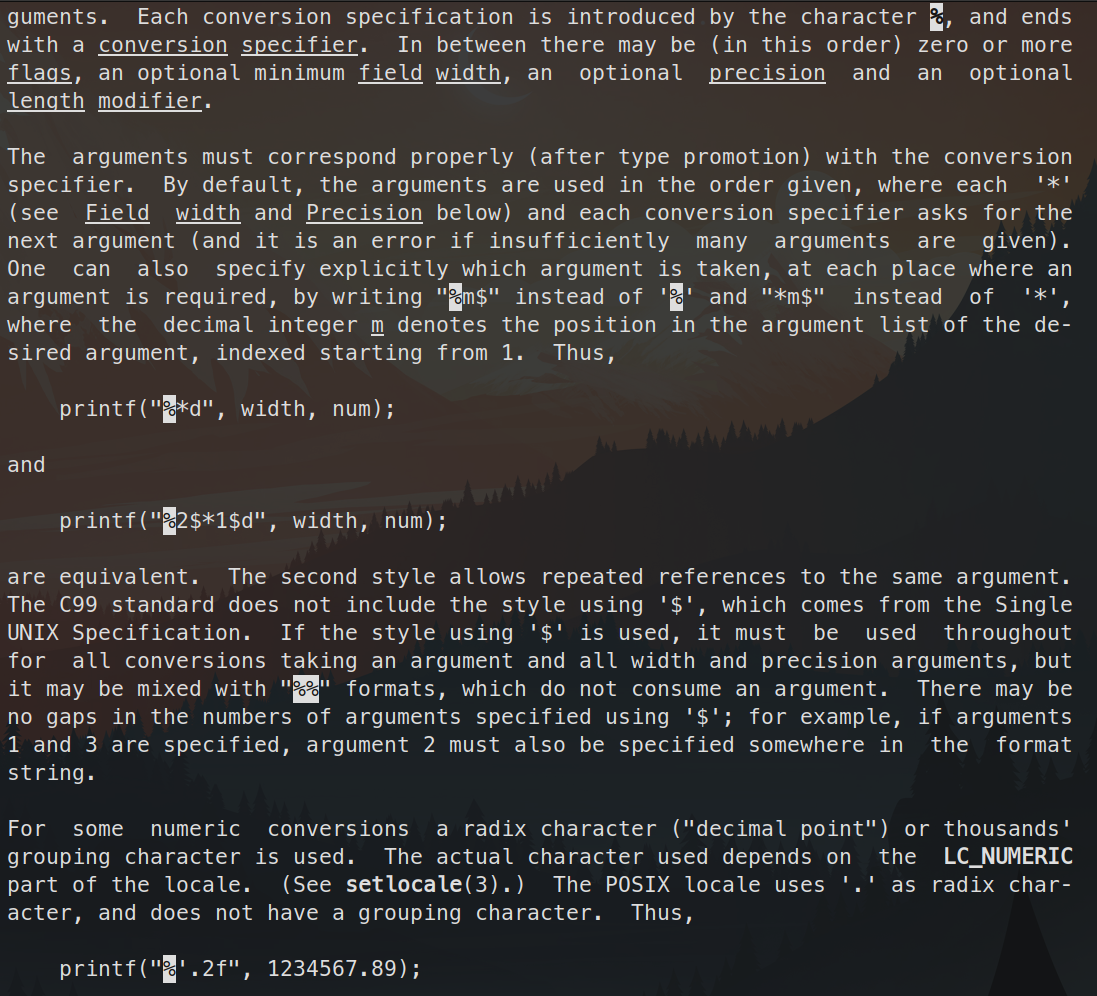 guments.  Each conversion specification is introduced by the character %, and ends
with a conversion specifier.  In between there may be (in this order) zero or more
flags, an optional minimum field width, an  optional  precision  and  an  optional
length modifier.

The  arguments must correspond properly (after type promotion) with the conversion
specifier.  By default, the arguments are used in the order given, where each  '*'
(see  Field  width and Precision below) and each conversion specifier asks for the
next argument (and it is an error if insufficiently  many  arguments  are  given).
One  can  also  specify explicitly which argument is taken, at each place where an
argument is required, by writing "%m$" instead of '%' and "*m$"  instead  of  '*',
where  the  decimal integer m denotes the position in the argument list of the de-
sired argument, indexed starting from 1.  Thus,

    printf("%*d", width, num);

and

    printf("%2$*1$d", width, num);

are equivalent.  The second style allows repeated references to the same argument.
The C99 standard does not include the style using '$', which comes from the Single
UNIX Specification.  If the style using '$' is used, it must  be  used  throughout
for  all conversions taking an argument and all width and precision arguments, but
it may be mixed with "%%" formats, which do not consume an argument.  There may be
no gaps in the numbers of arguments specified using '$'; for example, if arguments
1 and 3 are specified, argument 2 must also be specified somewhere in  the  format
string.

For  some  numeric  conversions  a radix character ("decimal point") or thousands'
grouping character is used.  The actual character used depends on  the  LC_NUMERIC
part of the locale.  (See setlocale(3).)  The POSIX locale uses '.' as radix char-
acter, and does not have a grouping character.  Thus,

    printf("%'.2f", 1234567.89);